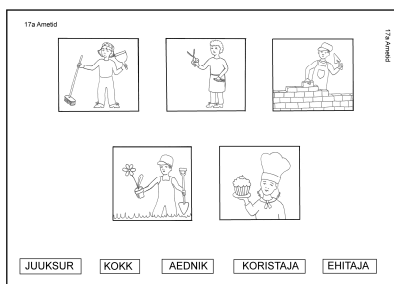 17a Ametid
17a Ametid
JUUKSUR
KOKK
AEDNIK
KORISTAJA
EHITAJA